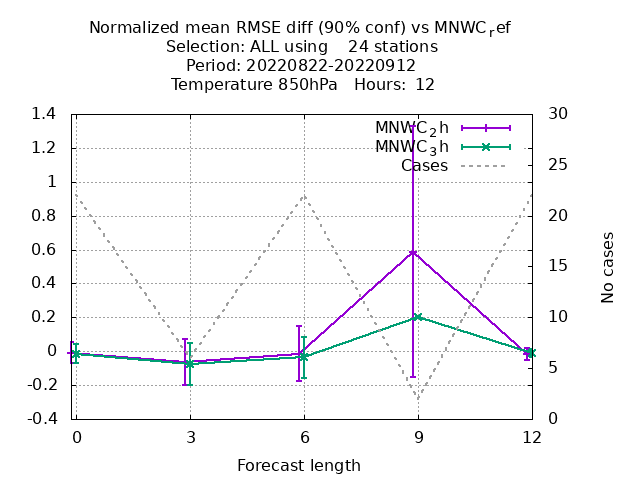 Normalized mean RMSE diff (90% conf) vs MNWC_ref
Selection: ALL using    24 stations
Period: 20220822-20220912
Temperature 850hPa   Hours: 12
1.4
1.2
1
0.8
0.6
0.4
0.2
0
-0.2
-0.4
MNWC_2h
MNWC_3h
Cases
30
25
20
15
10
5
0
No cases
0 3 6 9 12
Forecast length